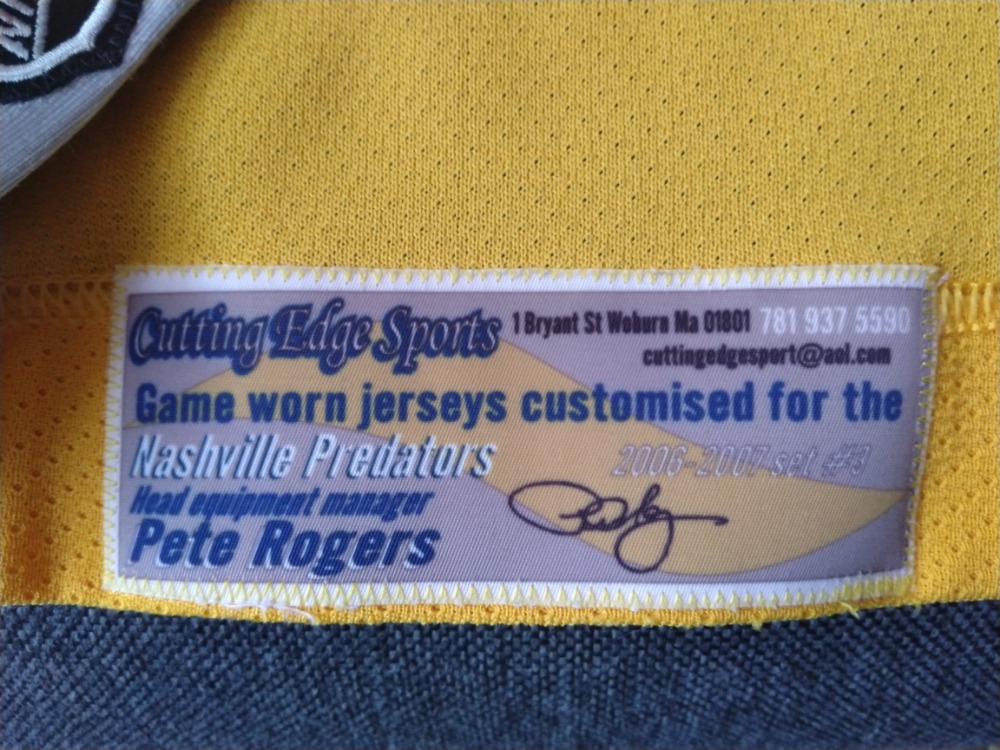 Cutting Edge Sports 1 Bryant St Woburn Ma 01801 781 937 5590
cuttingedgesport@aol.com
Game worn jerseys customised for the
Nashville Predators 2006-2007 set #3
Head equipment manager
Pete Rogers